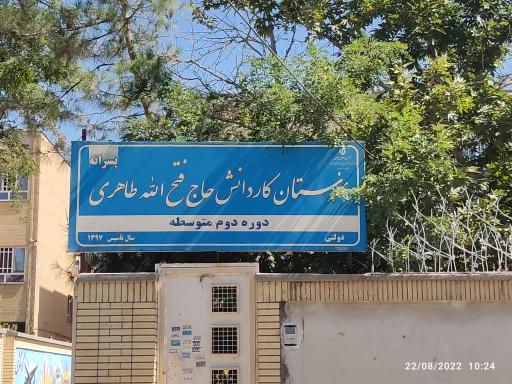 پسرانه
هنرستان کاردانش حاج فتح الله طاهری
دوره دوم متوسطه
دولتی
سال تاسیس ۱۳۹۷
22/08/2022 10:24